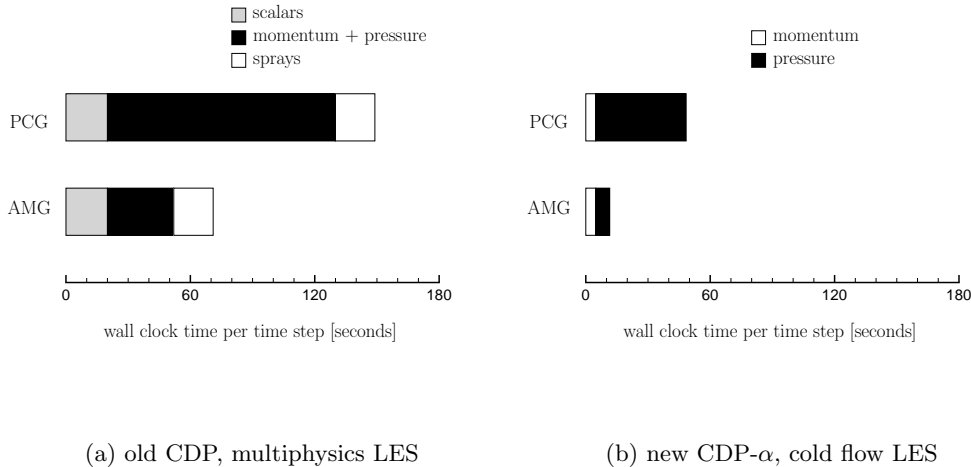 scalars
momentum + pressure
sprays
PCG
AMG
0 60 120 180
wall clock time per time step [seconds]
(a) old CDP, multiphysics LES
momentum
pressure
PCG
AMG
0 60 120 180
wall clock time per time step [seconds]
(b) new CDP-α, cold flow LES